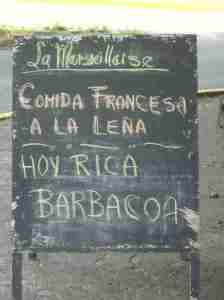 La Marseillaise
COMIDA FRANCESA
A LA LEÑA
HOY RICA
BARBACOA